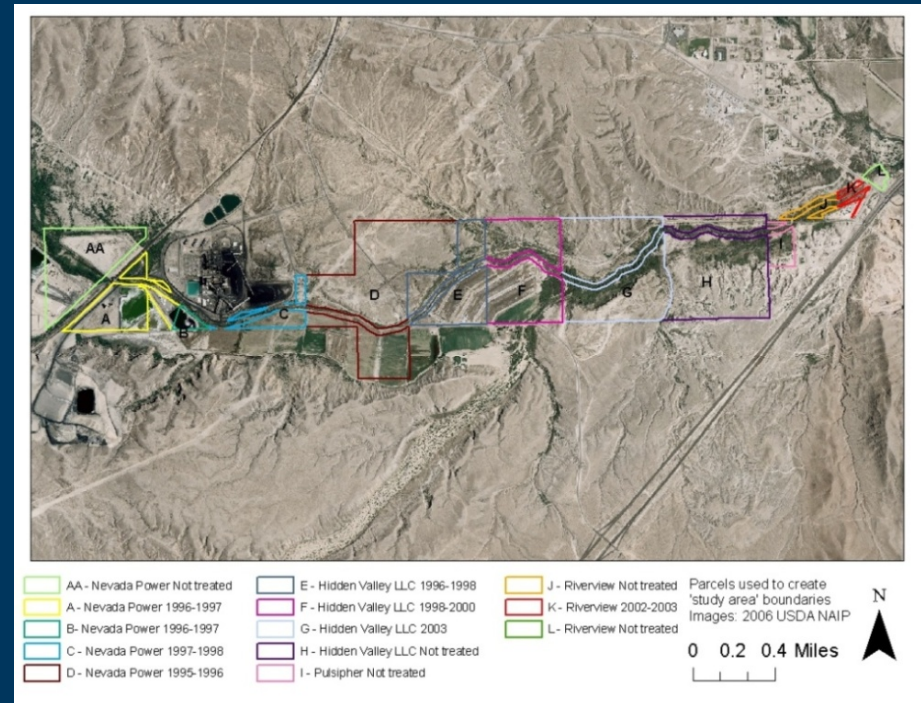 AA
A
B
C
D
E
F
G
H
I
J
K
L
AA - Nevada Power Not treated
A - Nevada Power 1996-1997
B- Nevada Power 1996-1997
C - Nevada Power 1997-1998
D - Nevada Power 1995-1996
E - Hidden Valley LLC 1996-1998
F - Hidden Valley LLC 1998-2000
G - Hidden Valley LLC 2003
H - Hidden Valley LLC Not treated
I - Pulsipher Not treated
J - Riverview Not treated
K - Riverview 2002-2003
L - Riverview Not treated
Parcels used to create
'study area' boundaries
Images: 2006 USDA NAIP
N
0 0.2 0.4 Miles